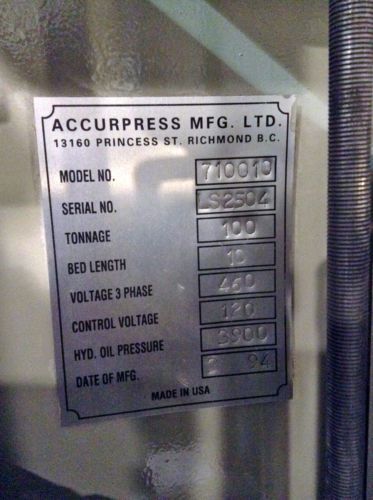 ACCURPRESS MFG. LTD.
13160 PRINCESS ST. RICHMOND B.C.
MODEL NO. 710010
SERIAL NO. LS2504
TONNAGE 100
BED LENGTH 10
VOLTAGE 3 PHASE 460
CONTROL VOLTAGE 120
HYD. OIL PRESSURE 3900
DATE OF MFG. 94
MADE IN USA